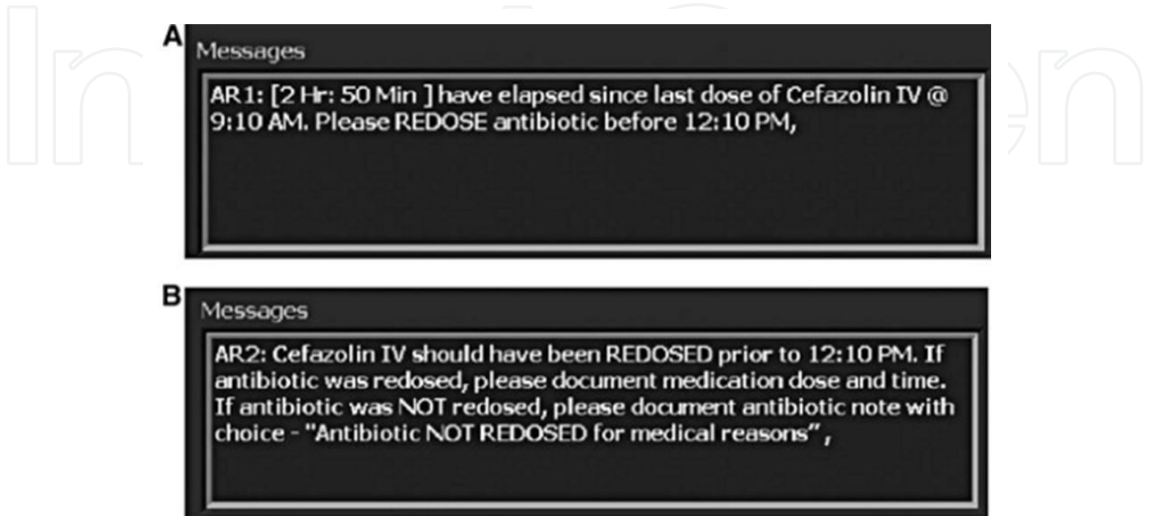 A
Messages
AR1: [2 Hr: 50 Min ] have elapsed since last dose of Cefazolin IV @
9:10 AM. Please REDOSE antibiotic before 12:10 PM,
B
Messages
AR2: Cefazolin IV should have been REDOSED prior to 12:10 PM. If
antibiotic was redosed, please document medication dose and time.
If antibiotic was NOT redosed, please document antibiotic note with
choice - "Antibiotic NOT REDOSED for medical reasons" ,